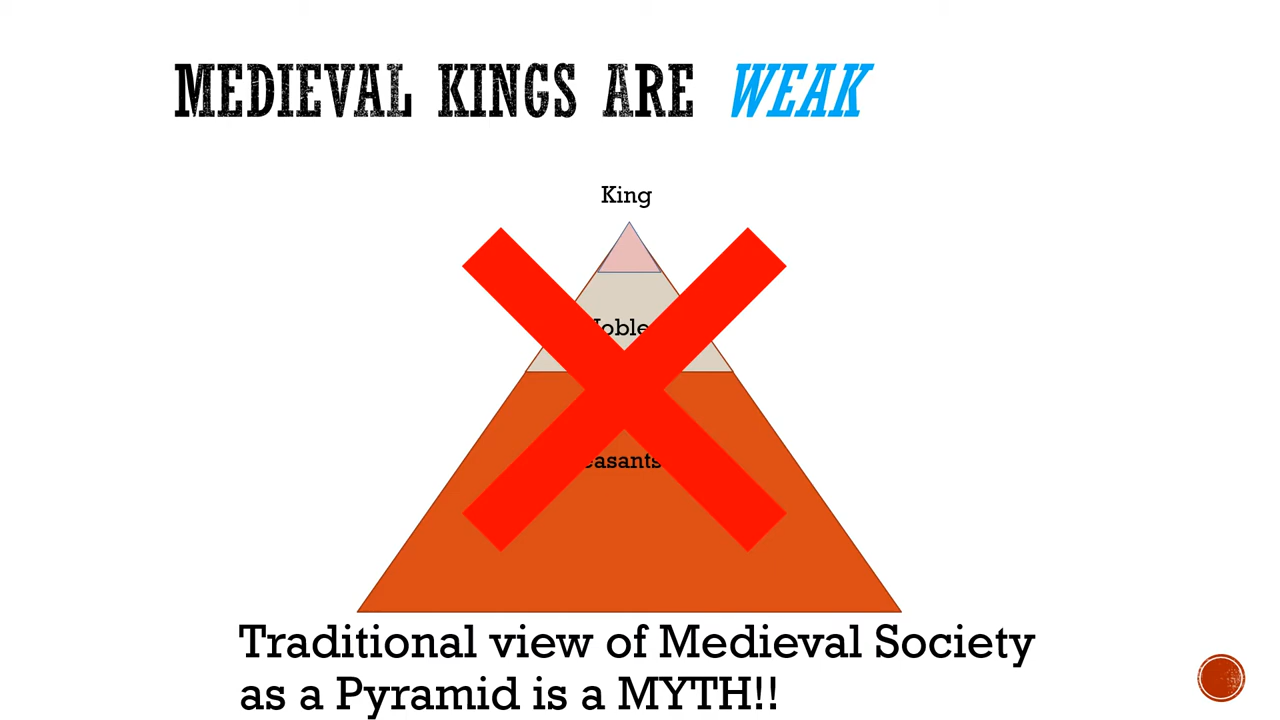 MEDIEVAL KINGS ARE WEAK
King
Traditional view of Medieval Society
as a Pyramid is a MYTH!!